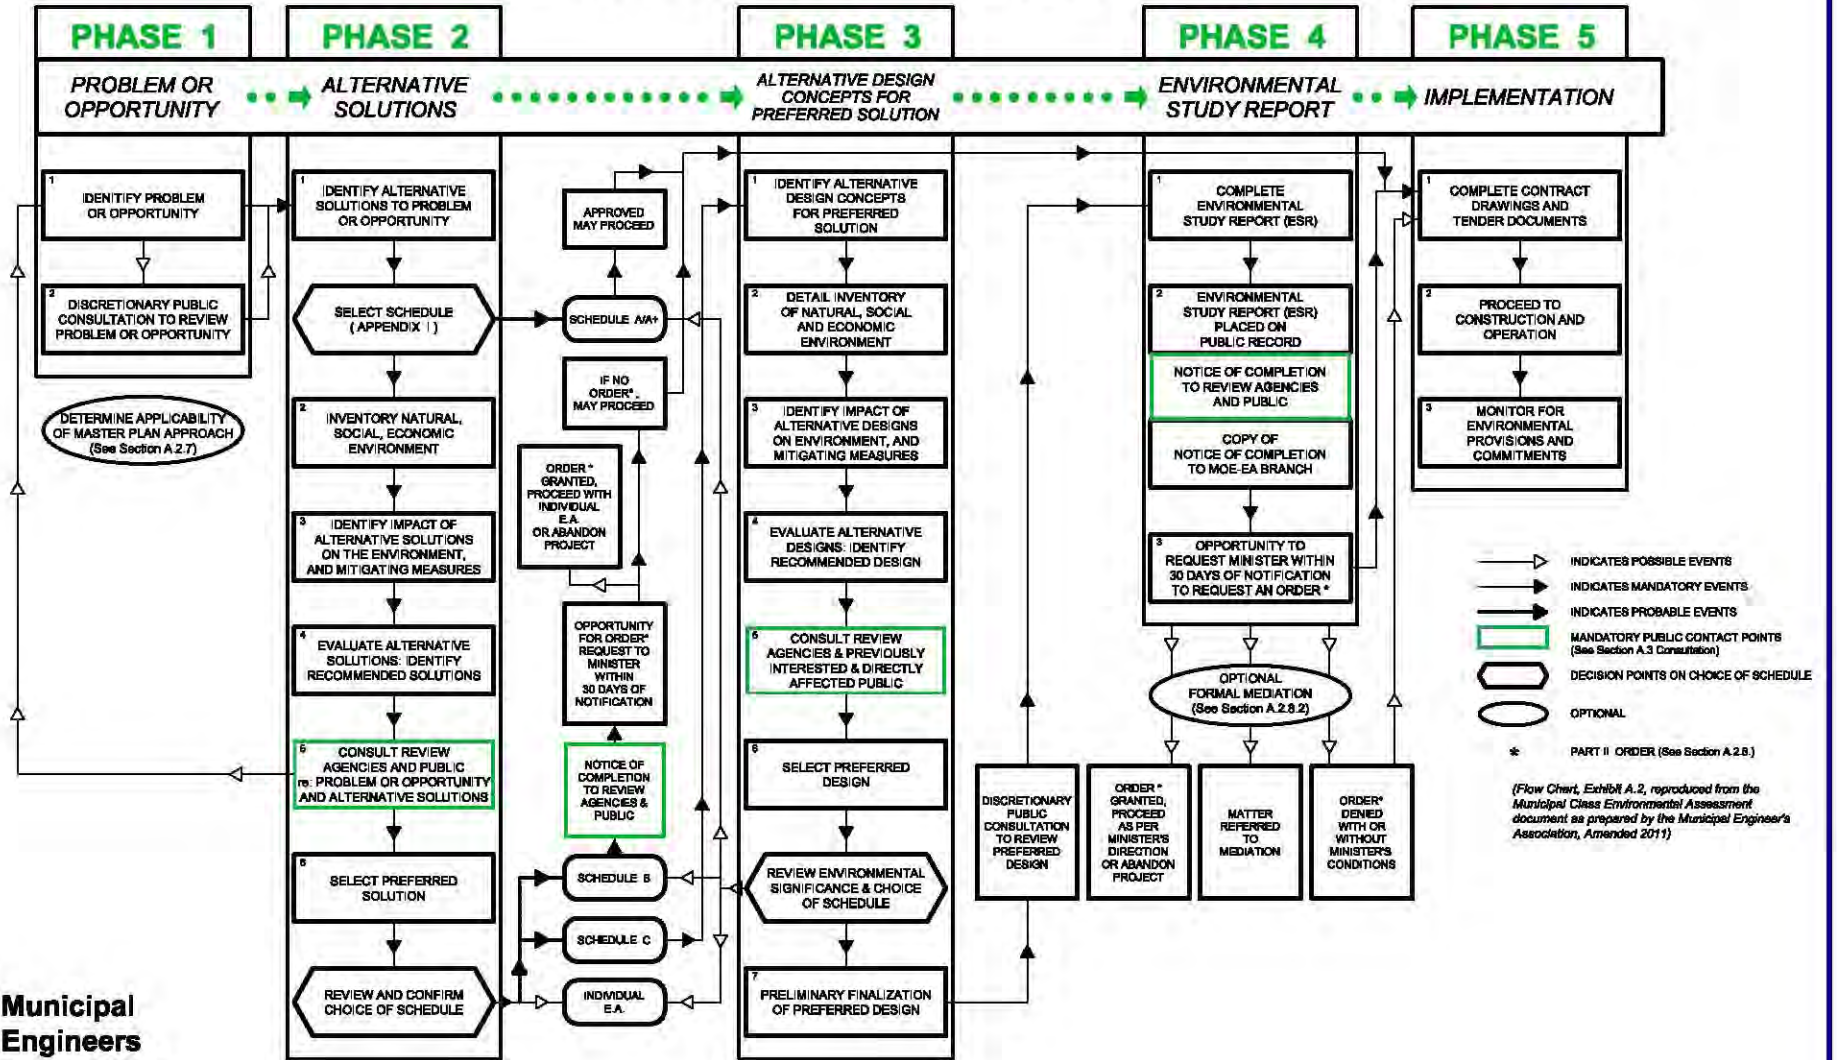 PHASE 1
PHASE 2
PHASE 3
PHASE 4
PHASE 5
PROBLEM OR
OPPORTUNITY
ALTERNATIVE
SOLUTIONS
ALTERNATIVE DESIGN
CONCEPTS FOR
PREFERRED SOLUTION
ENVIRONMENTAL
STUDY REPORT
IMPLEMENTATION
1
IDENTIFY PROBLEM
OR OPPORTUNITY
2
DISCRETIONARY PUBLIC
CONSULTATION TO REVIEW
PROBLEM OR OPPORTUNITY
DETERMINE APPLICABILITY
OF MASTER PLAN APPROACH
(See Section A.2.7)
1
IDENTIFY ALTERNATIVE
SOLUTIONS TO PROBLEM
OR OPPORTUNITY
SELECT SCHEDULE
( APPENDIX I )
2
INVENTORY NATURAL,
SOCIAL, ECONOMIC
ENVIRONMENT
3
IDENTIFY IMPACT OF
ALTERNATIVE SOLUTIONS
ON THE ENVIRONMENT,
AND MITIGATING MEASURES
4
EVALUATE ALTERNATIVE
SOLUTIONS: IDENTIFY
RECOMMENDED SOLUTIONS
5
CONSULT REVIEW
AGENCIES AND PUBLIC
re: PROBLEM OR OPPORTUNITY
AND ALTERNATIVE SOLUTIONS
6
SELECT PREFERRED
SOLUTION
REVIEW AND CONFIRM
CHOICE OF SCHEDULE
APPROVED
MAY PROCEED
SCHEDULE A/A+
IF NO
ORDER*,
MAY PROCEED
ORDER *
GRANTED,
PROCEED WITH
INDIVIDUAL
E.A.
OR ABANDON
PROJECT
OPPORTUNITY
FOR ORDER*
REQUEST TO
MINISTER
WITHIN
30 DAYS OF
NOTIFICATION
NOTICE OF
COMPLETION
TO REVIEW
AGENCIES &
PUBLIC
SCHEDULE B
SCHEDULE C
INDIVIDUAL
E.A.
1
IDENTIFY ALTERNATIVE
DESIGN CONCEPTS
FOR PREFERRED
SOLUTION
2
DETAIL INVENTORY
OF NATURAL, SOCIAL
AND ECONOMIC
ENVIRONMENT
3
IDENTIFY IMPACT OF
ALTERNATIVE DESIGNS
ON ENVIRONMENT, AND
MITIGATING MEASURES
4
EVALUATE ALTERNATIVE
DESIGNS: IDENTIFY
RECOMMENDED DESIGN
5
CONSULT REVIEW
AGENCIES & PREVIOUSLY
INTERESTED & DIRECTLY
AFFECTED PUBLIC
6
SELECT PREFERRED
DESIGN
REVIEW ENVIRONMENTAL
SIGNIFICANCE & CHOICE
OF SCHEDULE
7
PRELIMINARY FINALIZATION
OF PREFERRED DESIGN
DISCRETIONARY
PUBLIC
CONSULTATION
TO REVIEW
PREFERRED
DESIGN
1
COMPLETE
ENVIRONMENTAL
STUDY REPORT (ESR)
2
ENVIRONMENTAL
STUDY REPORT (ESR)
PLACED ON
PUBLIC RECORD
NOTICE OF COMPLETION
TO REVIEW AGENCIES
AND PUBLIC
COPY OF
NOTICE OF COMPLETION
TO MOE-EA BRANCH
3
OPPORTUNITY TO
REQUEST MINISTER WITHIN
30 DAYS OF NOTIFICATION
TO REQUEST AN ORDER *
OPTIONAL
FORMAL MEDIATION
(See Section A.2.8.2)
ORDER *
GRANTED,
PROCEED
AS PER
MINISTER'S
DIRECTION
OR ABANDON
PROJECT
MATTER
REFERRED
TO
MEDIATION
ORDER*
DENIED
WITH OR
WITHOUT
MINISTER'S
CONDITIONS
1
COMPLETE CONTRACT
DRAWINGS AND
TENDER DOCUMENTS
2
PROCEED TO
CONSTRUCTION AND
OPERATION
3
MONITOR FOR
ENVIRONMENTAL
PROVISIONS AND
COMMITMENTS
INDICATES POSSIBLE EVENTS
INDICATES MANDATORY EVENTS
INDICATES PROBABLE EVENTS
MANDATORY PUBLIC CONTACT POINTS
(See Section A.3 Consultation)
DECISION POINTS ON CHOICE OF SCHEDULE
OPTIONAL
* PART II ORDER (See Section A.2.8.)
(Flow Chart, Exhibit A.2, reproduced from the
Municipal Class Environmental Assessment
document as prepared by the Municipal Engineer's
Association, Amended 2011)
Municipal
Engineers